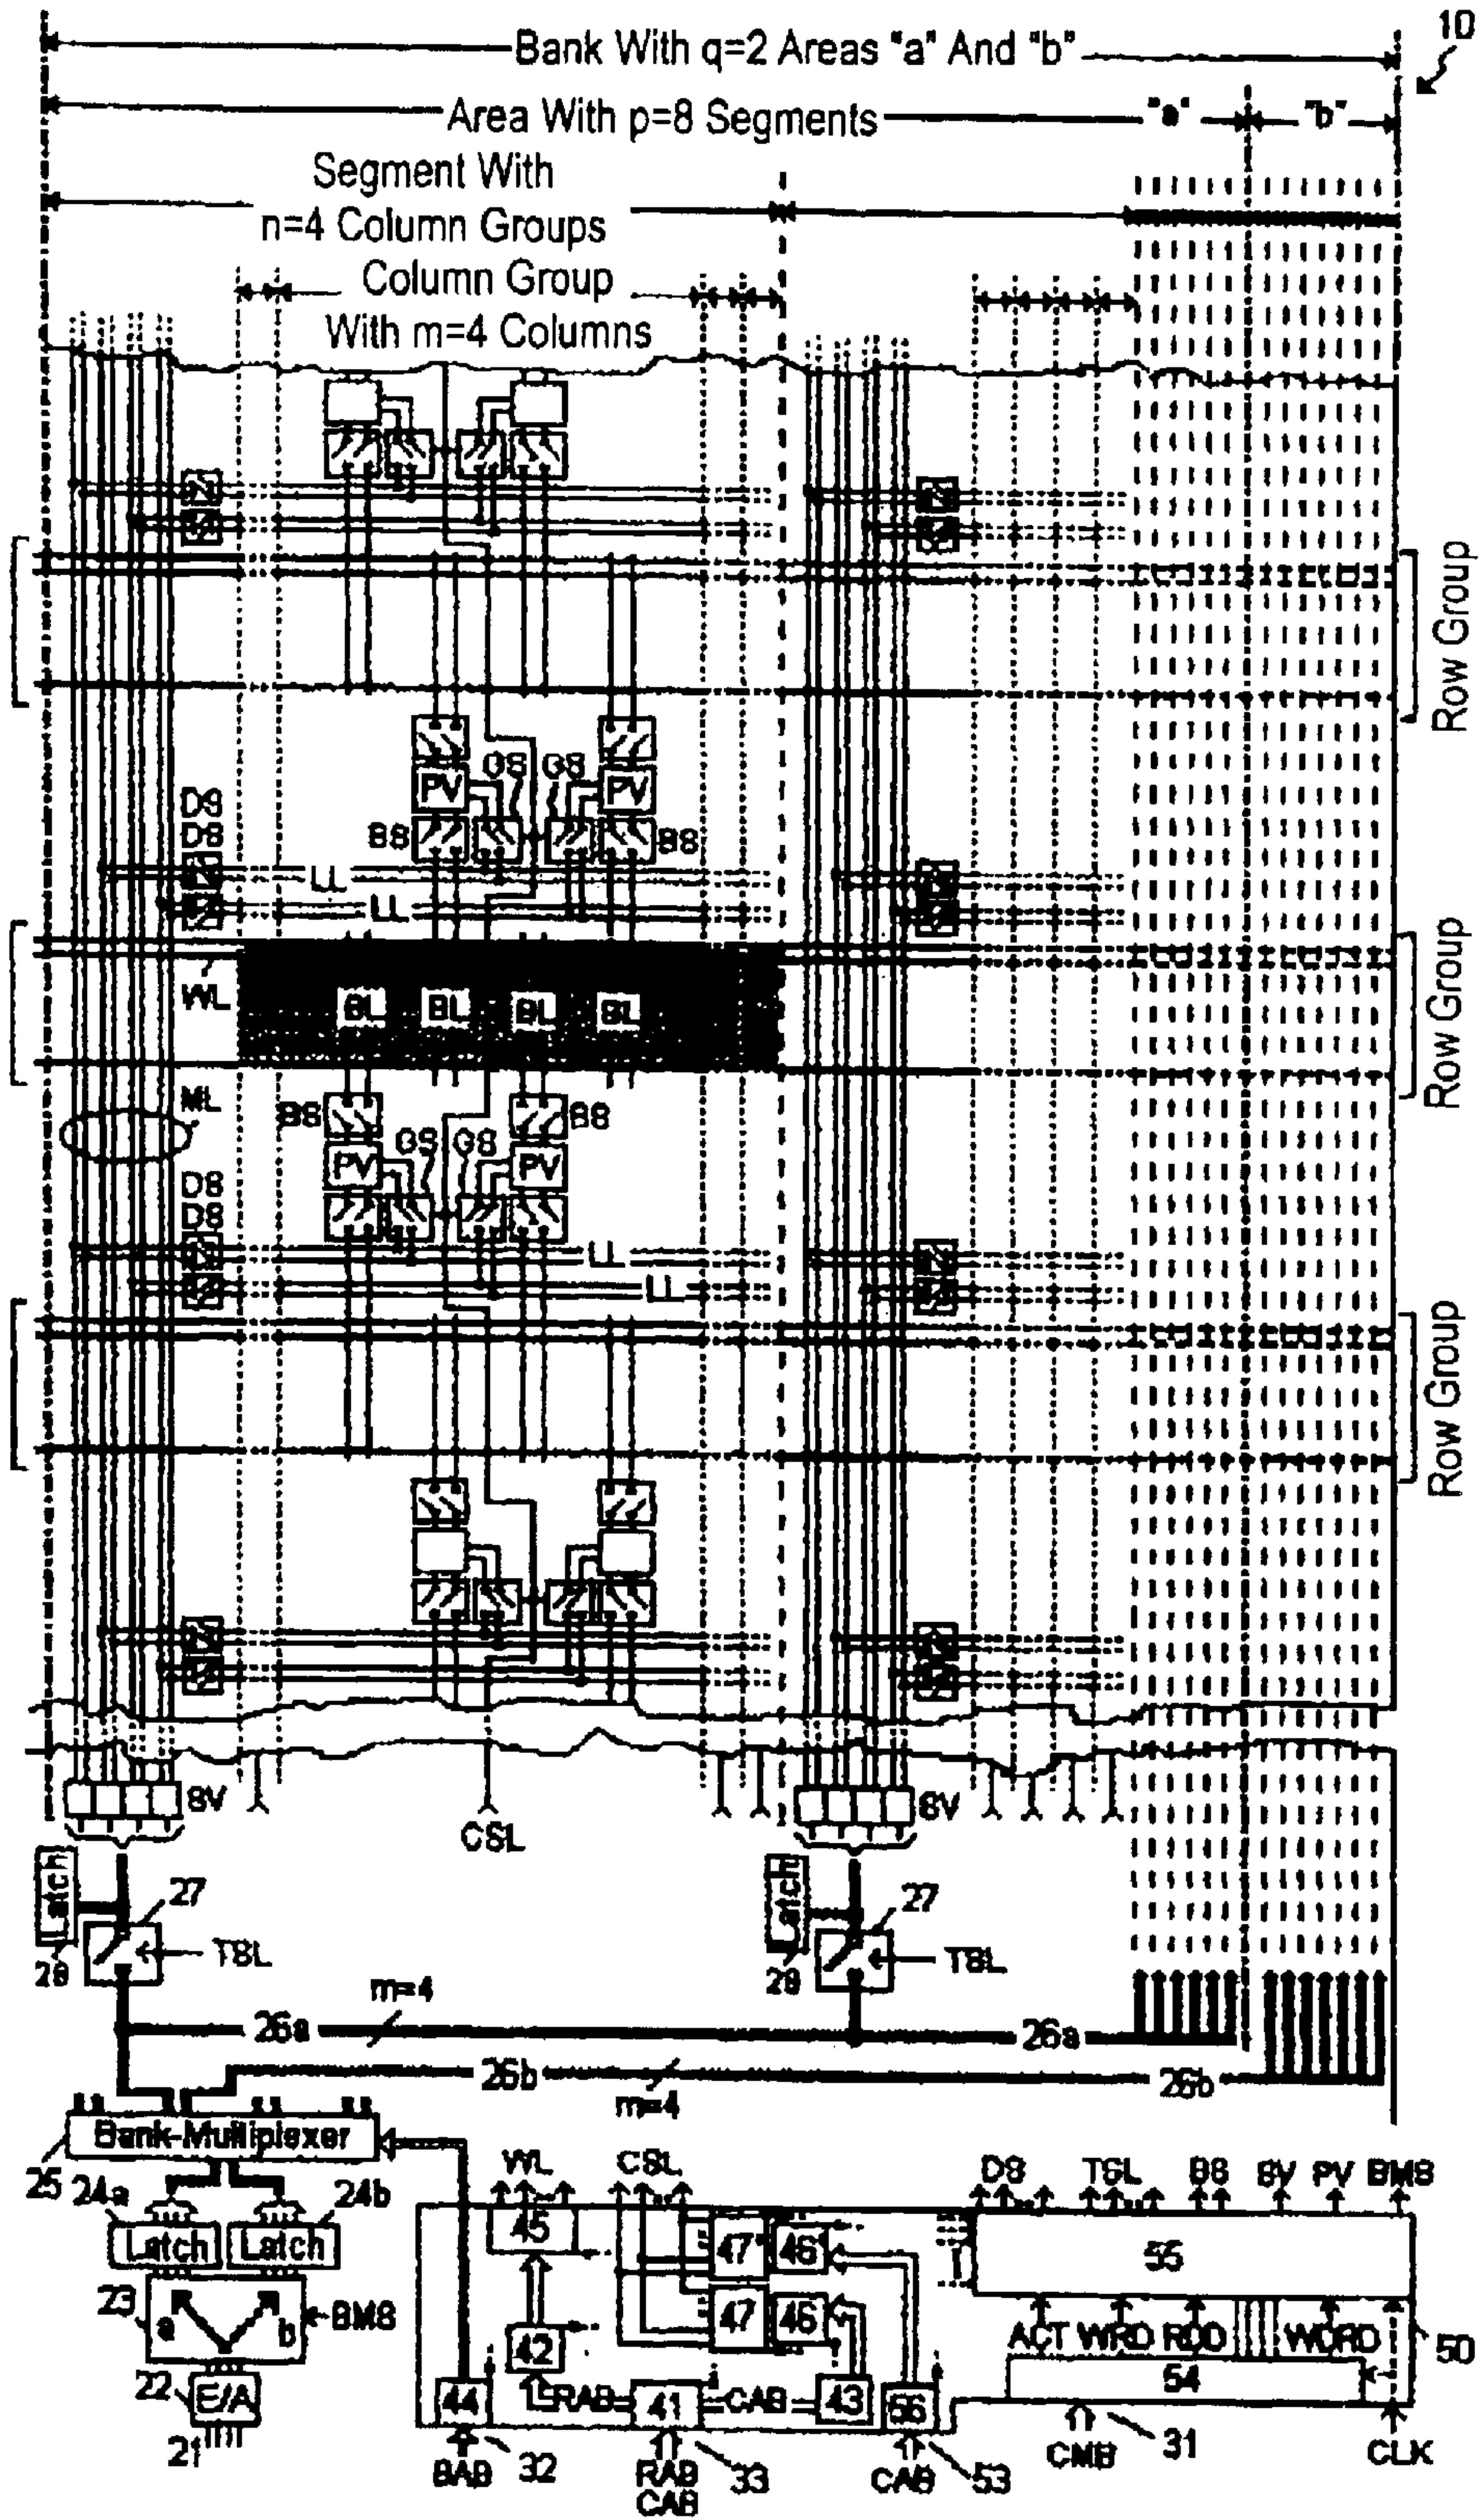 10
Bank With q=2 Areas "a" And "b"
Area With p=8 Segments
"a"
"b"
Segment With
n=4 Column Groups
Column Group
With m=4 Columns
Row Group
PV
GS
GS
PV
DS
DS
BS
BS
LL
LL
WL
BL
BL
BL
BL
Row Group
ML
BS
BS
GS
GS
PV
PV
DS
DS
LL
LL
Row Group
SV
CSL
SV
Latch
27
TSL
28
Latch
27
TSL
28
m=4
26a
26a
26b
m=4
26b
Bank-Multiplexer
25
24a
24b
Latch
Latch
23
a
b
BMS
22
E/A
21
WL
CSL
DS
TSL
BS
SV
PV
BMS
45
47'
46'
55
47
46
42
ACT
WRD
RDD
WDRD
50
54
44
RAB
41
CAB
43
56
BAB
32
RAB
CAB
33
CAB
53
CMB
31
CLK